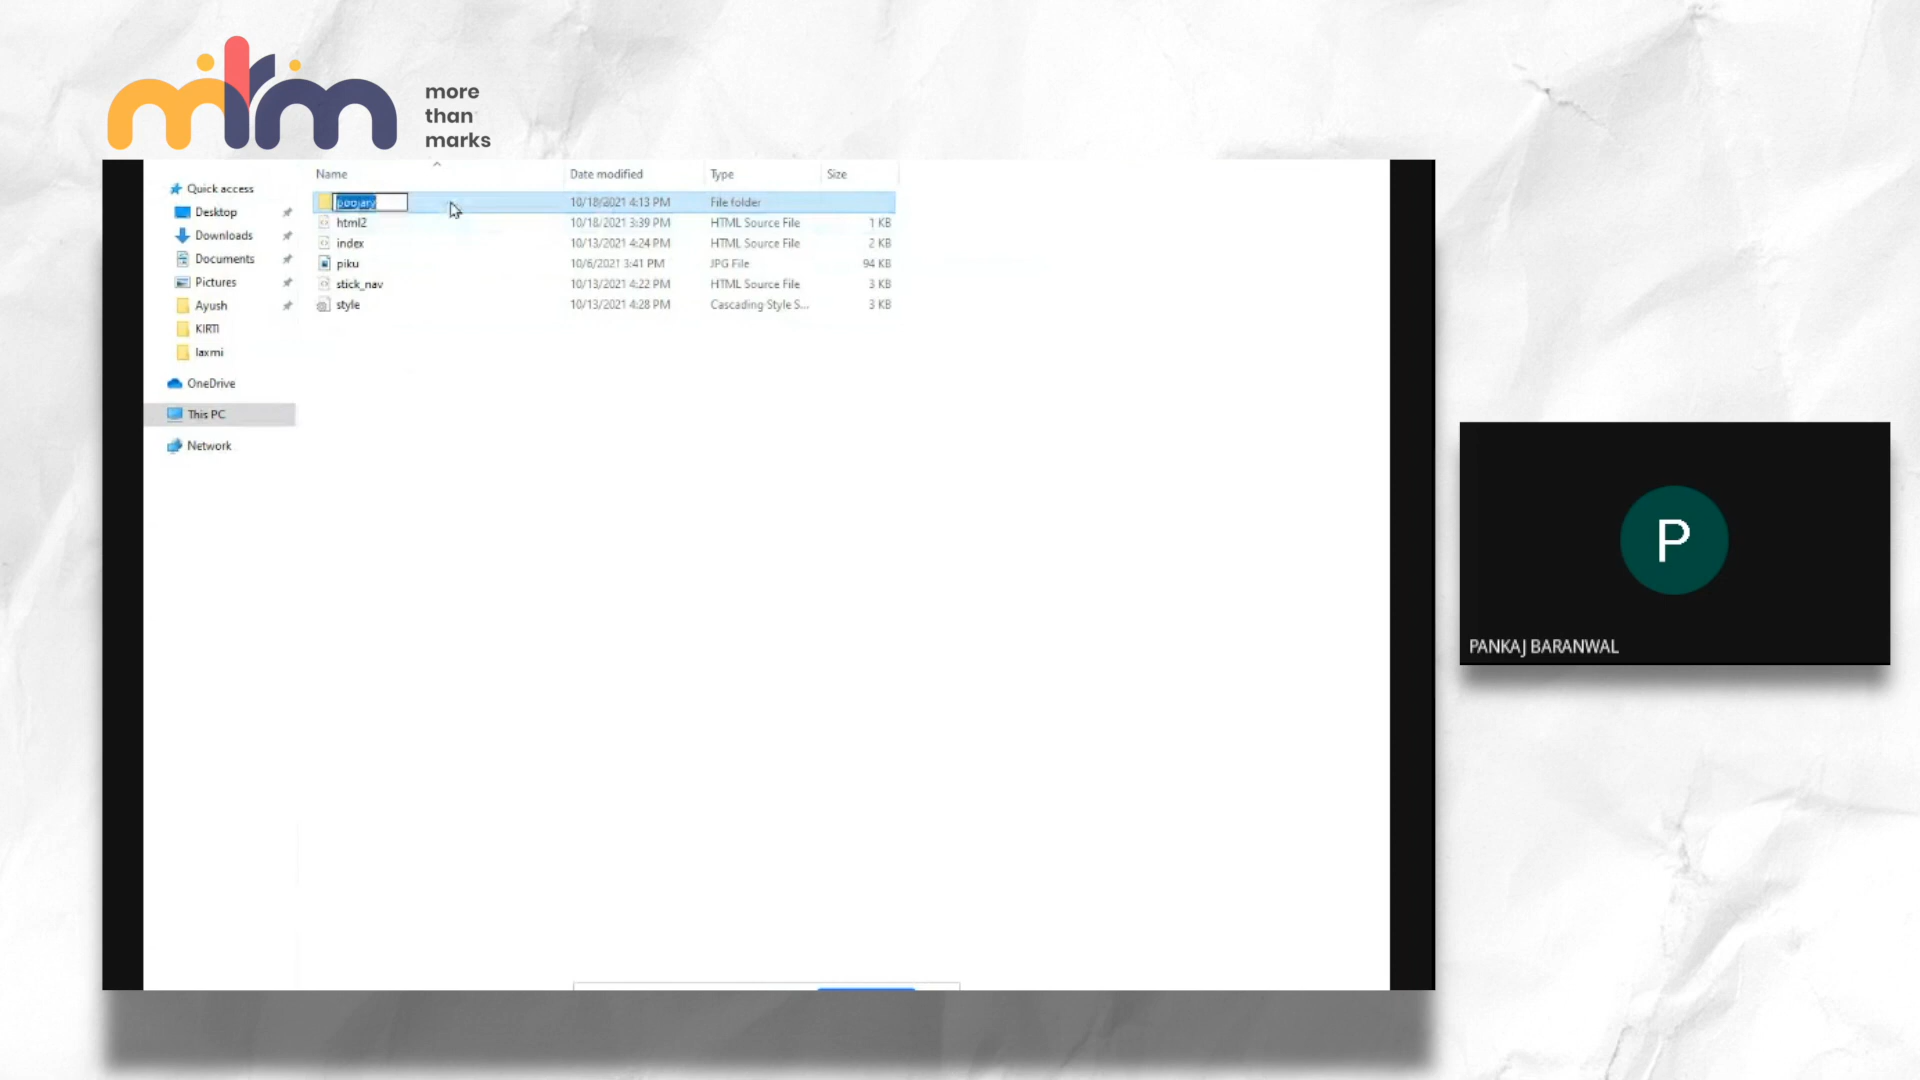 mtm
more
than
marks
Name Date modified Type Size
Quick access
Desktop
Downloads
Documents
Pictures
Ayush
KIRTI
laxmi
OneDrive
This PC
Network
poojary 10/18/2021 4:13 PM File folder
html2 10/18/2021 3:39 PM HTML Source File 1 KB
index 10/13/2021 4:24 PM HTML Source File 2 KB
piku 10/6/2021 3:41 PM JPG File 94 KB
stick_nav 10/13/2021 4:22 PM HTML Source File 3 KB
style 10/13/2021 4:28 PM Cascading Style S... 3 KB
P
PANKAJ BARANWAL